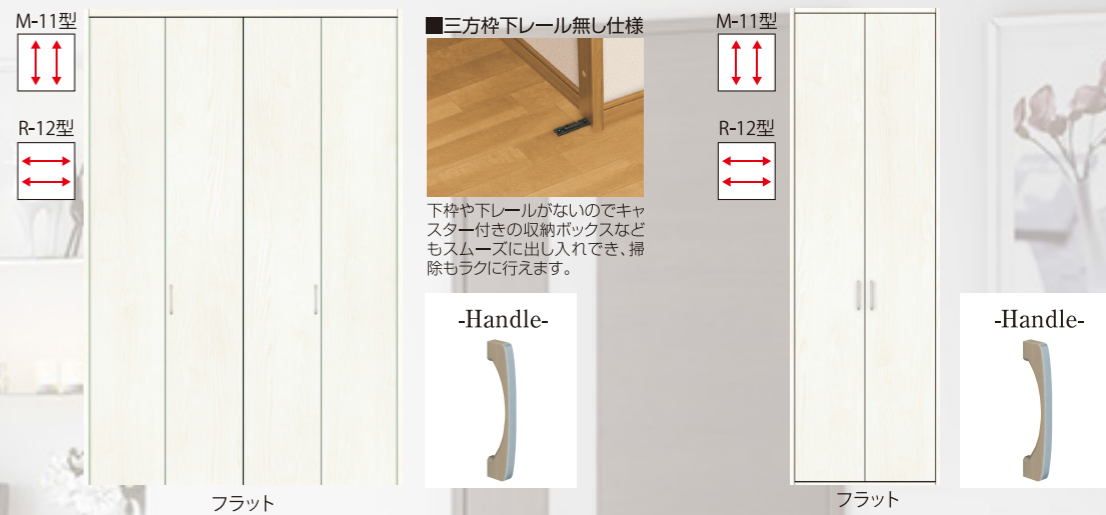 M-11型
R-12型
フラット
■三方枠下レール無し仕様
下枠や下レールがないのでキャ
スター付きの収納ボックスなど
もスムーズに出し入れでき、掃
除もラクに行えます。
-Handle-
M-11型
R-12型
フラット
-Handle-